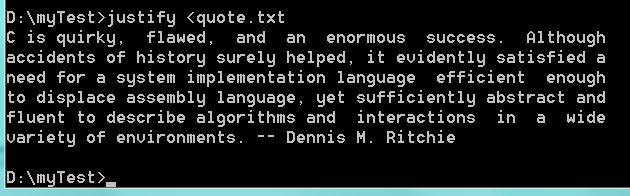 D:\myTest>justify <quote.txt
C is quirky,  flawed,  and  an  enormous  success.  Although
accidents of history surely helped, it evidently satisfied a
need for a system implementation language  efficient  enough
to displace assembly language, yet sufficiently abstract and
fluent to describe algorithms and  interactions  in  a  wide
variety of environments. -- Dennis M. Ritchie
D:\myTest>_